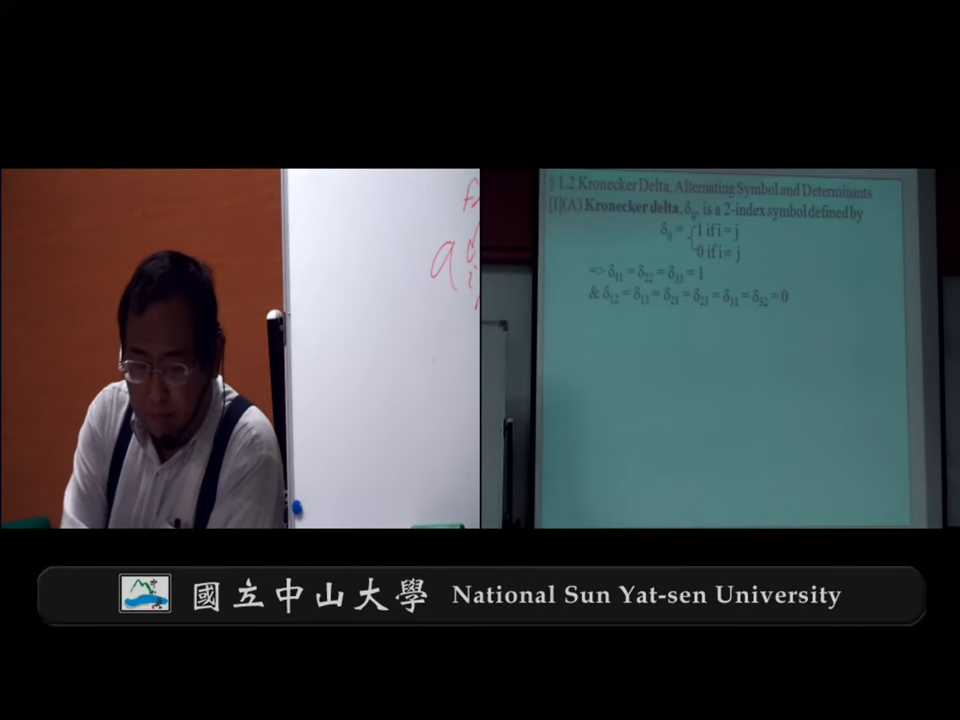 a
§ 1.2 Kronecker Delta, Alternating Symbol and Determinants
[1](A) Kronecker delta, δij, is a 2-index symbol defined by
δij = { 1 if i = j
0 if i ≠ j
=> δ11 = δ22 = δ33 = 1
& δ12 = δ13 = δ21 = δ23 = δ31 = δ32 = 0
國立中山大學 National Sun Yat-sen University